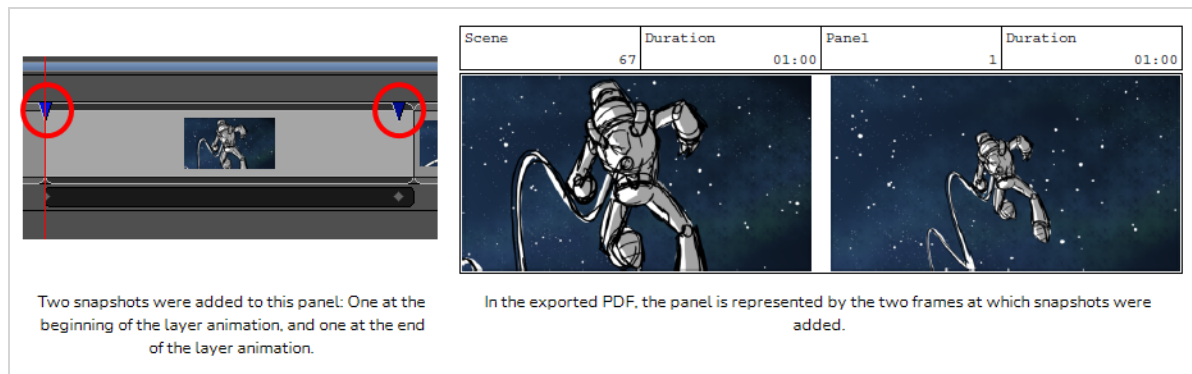 Scene Duration Panel Duration
67 01:00 1 01:00
Two snapshots were added to this panel: One at the
beginning of the layer animation, and one at the end
of the layer animation.
In the exported PDF, the panel is represented by the two frames at which snapshots were
added.